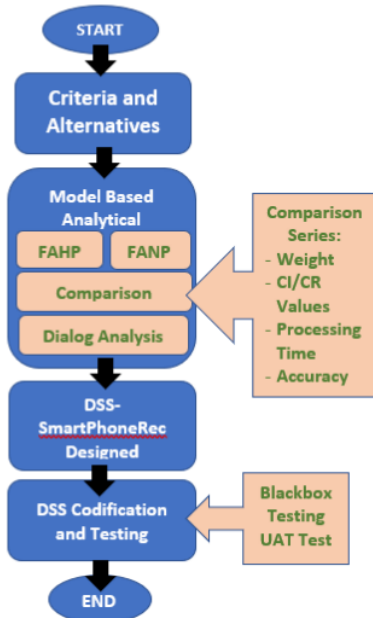 START
Criteria and
Alternatives
Model Based
Analytical
FAHP
FANP
Comparison
Dialog Analysis
Comparison
Series:
- Weight
- CI/CR
Values
- Processing
Time
- Accuracy
DSS-
SmartPhoneRec
Designed
DSS Codification
and Testing
Blackbox
Testing
UAT Test
END